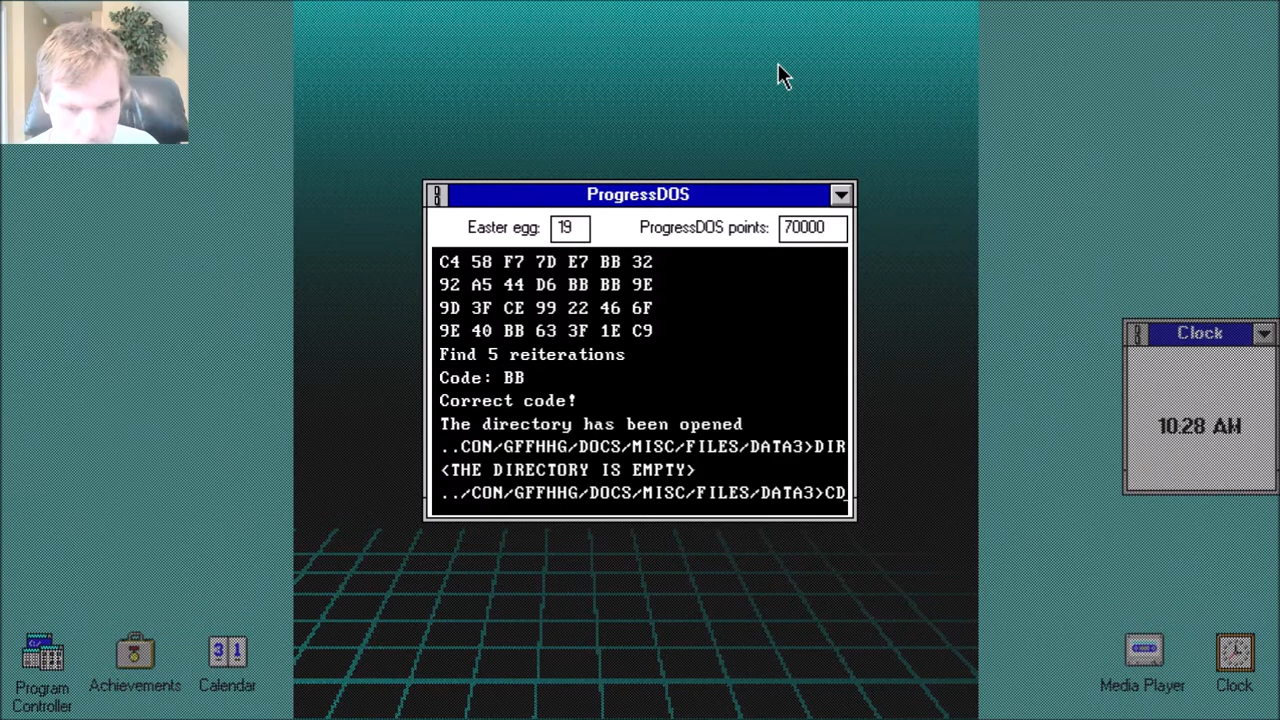 ProgressDOS
Easter egg: 19 ProgressDOS points: 70000
C4 58 F7 7D E7 BB 32
92 A5 44 D6 BB BB 9E
9D 3F CE 99 22 46 6F
9E 40 BB 63 3F 1E C9
Find 5 reiterations
Code: BB
Correct code!
The directory has been opened
..CON/GFFHHG/DOCS/MISC/FILES/DATA3>DIR
<THE DIRECTORY IS EMPTY>
../CON/GFFHHG/DOCS/MISC/FILES/DATA3>CD_
Clock
10.28 AM
Program
Controller
Achievements
31
Calendar
Media Player
Clock